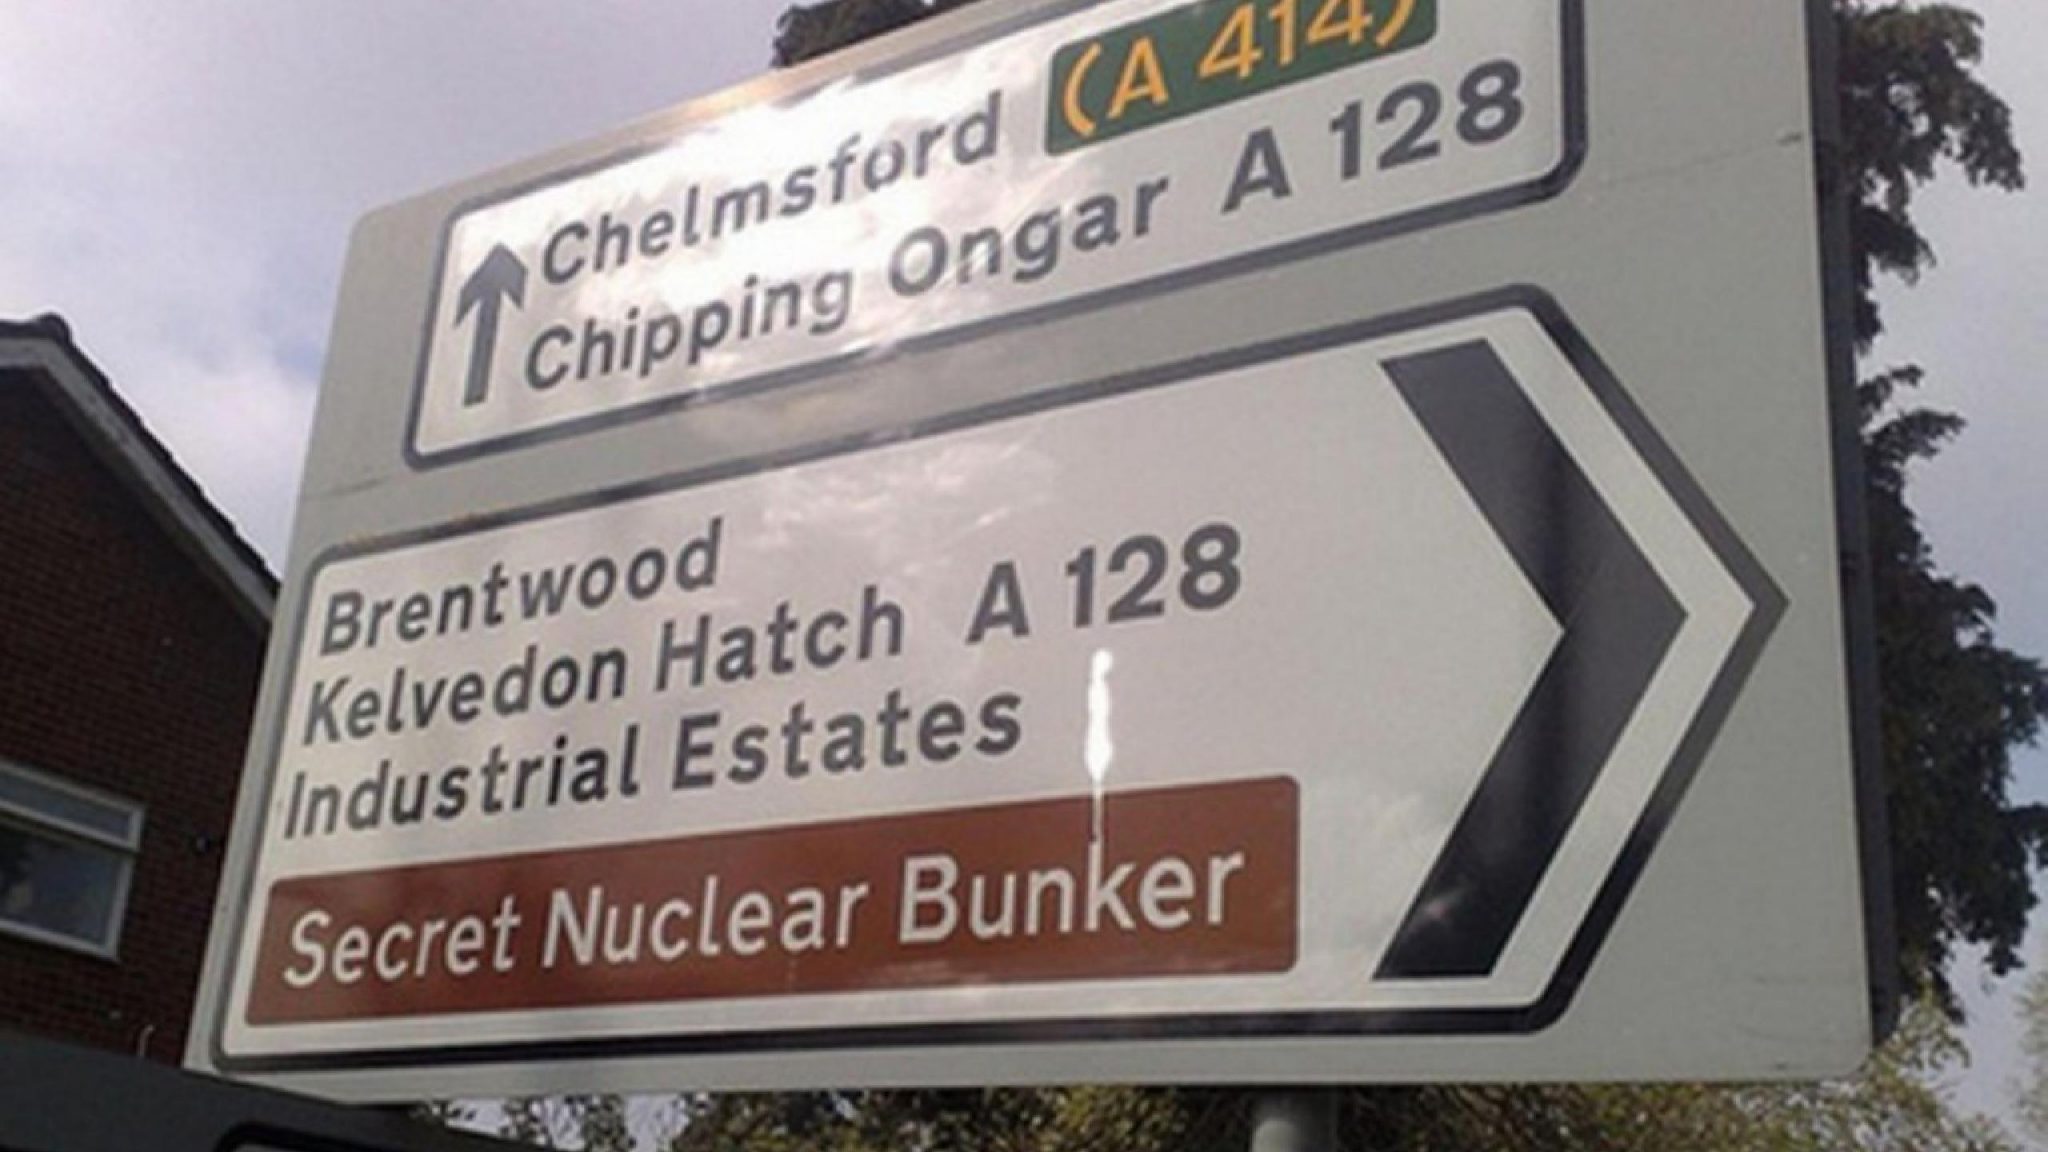 Chelmsford (A 414)
Chipping Ongar A 128
Brentwood
Kelvedon Hatch A 128
Industrial Estates
Secret Nuclear Bunker